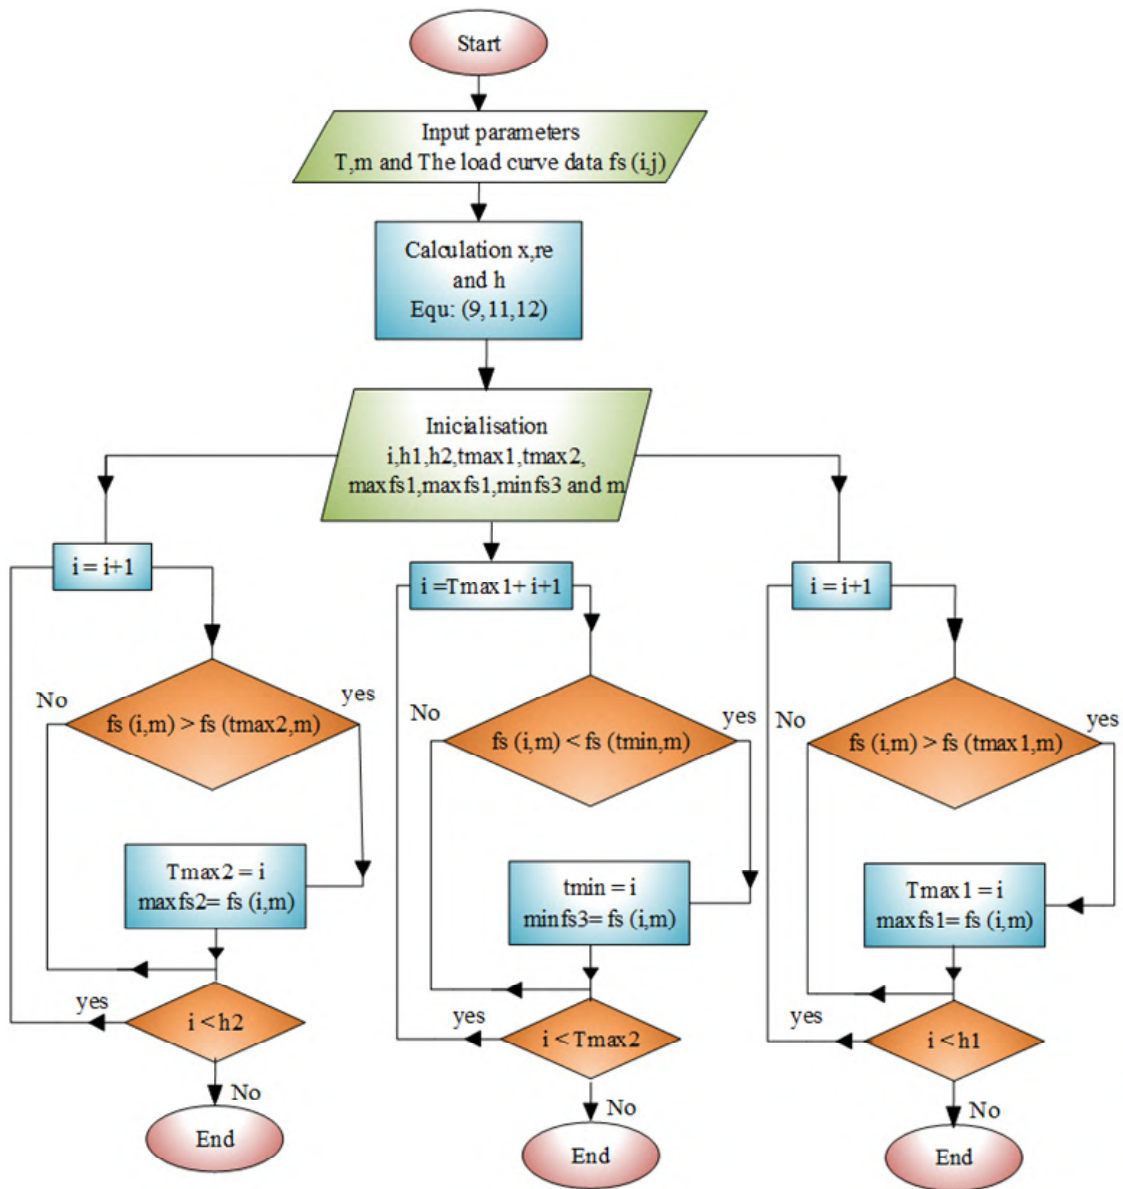 Start
Input parameters
T,m and The load curve data fs (i,j)
Calculation x,re
and h
Equ: (9,11,12)
Inicialisation
i,h1,h2,tmax1,tmax2,
maxfs1,maxfs1,minfs3 and m
i = i+1
No
yes
fs (i,m) > fs (tmax2,m)
Tmax2 = i
maxfs2= fs (i,m)
yes
i < h2
No
End
i =Tmax1+ i+1
No
yes
fs (i,m) < fs (tmin,m)
tmin = i
minfs3= fs (i,m)
yes
i < Tmax2
No
End
i = i+1
No
yes
fs (i,m) > fs (tmax1,m)
Tmax1 = i
maxfs1= fs (i,m)
yes
i < h1
No
End